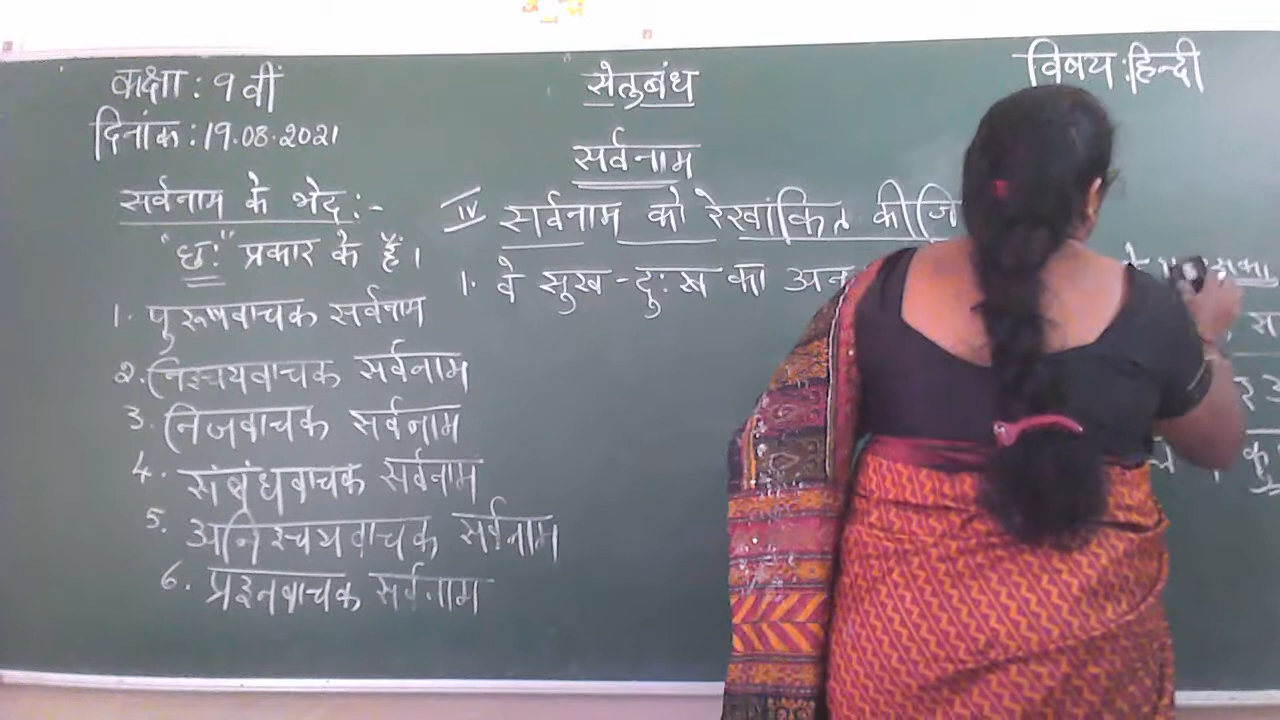 कक्षा : ९ वीं
दिनांक : 19.08.2021
सेतुबंध
विषय : हिन्दी
सर्वनाम
सर्वनाम के भेद :-
"छः" प्रकार के हैं ।
1. पुरूषवाचक सर्वनाम
2. निश्चयवाचक सर्वनाम
3. निजवाचक सर्वनाम
4. संबंधवाचक सर्वनाम
5. अनिश्चयवाचक सर्वनाम
6. प्रश्नवाचक सर्वनाम
IV सर्वनाम को रेखांकित कीजि
1. वे सुख-दुःख का अन